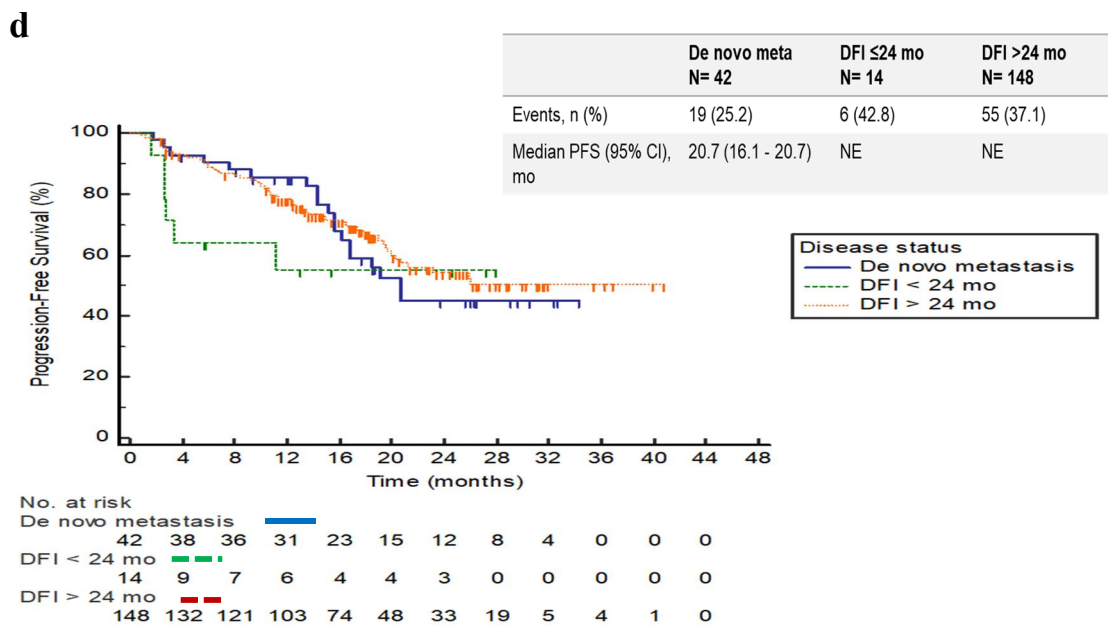 d
De novo meta DFI ≤24 mo DFI >24 mo
N= 42 N= 14 N= 148
Events, n (%) 19 (25.2) 6 (42.8) 55 (37.1)
Median PFS (95% CI), 20.7 (16.1 - 20.7) NE NE
mo
100
80
60
40
20
0
Progression-Free Survival (%)
Disease status
De novo metastasis
DFI < 24 mo
DFI > 24 mo
0 4 8 12 16 20 24 28 32 36 40 44 48
Time (months)
No. at risk
De novo metastasis
42 38 36 31 23 15 12 8 4 0 0 0
DFI < 24 mo
14 9 7 6 4 4 3 0 0 0 0 0
DFI > 24 mo
148 132 121 103 74 48 33 19 5 4 1 0